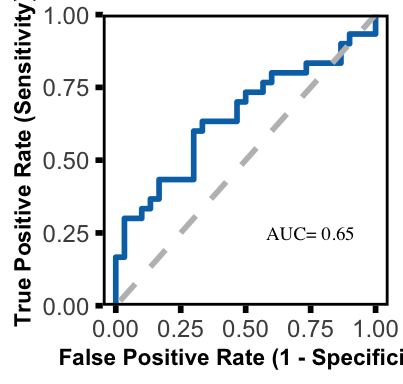 True Positive Rate (Sensitivity)
1.00
0.75
0.50
0.25
0.00
AUC= 0.65
0.00 0.25 0.50 0.75 1.00
False Positive Rate (1 - Specifici